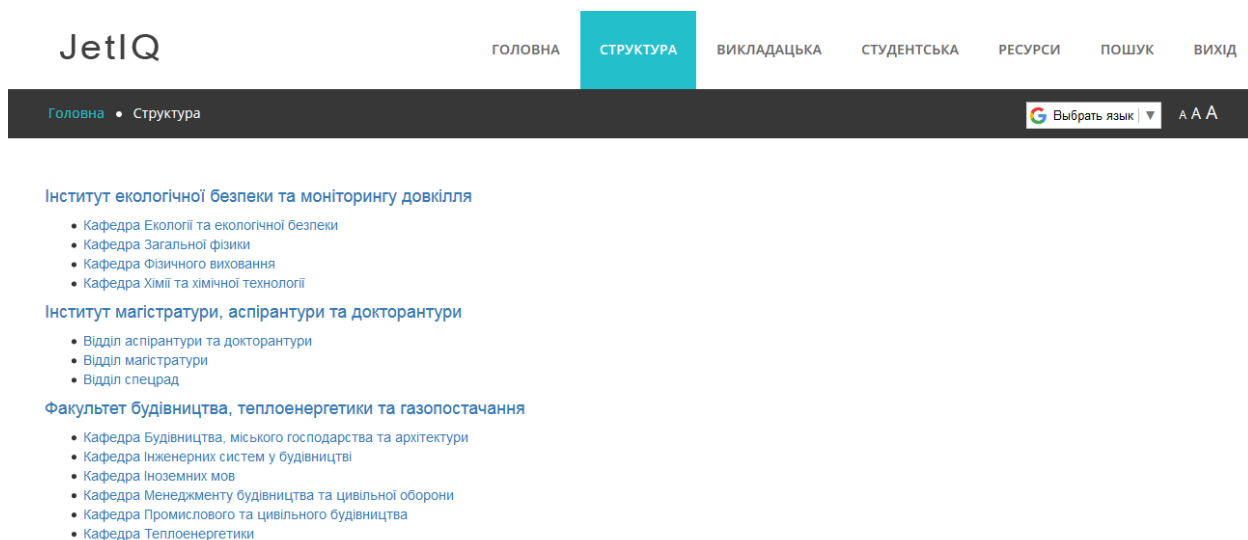 JetIQ
ГОЛОВНА СТРУКТУРА ВИКЛАДАЦЬКА СТУДЕНТСЬКА РЕСУРСИ ПОШУК ВИХІД
Головна • Структура
Выбрать язык ▼ A A A
Інститут екологічної безпеки та моніторингу довкілля
• Кафедра Екології та екологічної безпеки
• Кафедра Загальної фізики
• Кафедра Фізичного виховання
• Кафедра Хімії та хімічної технології
Інститут магістратури, аспірантури та докторантури
• Відділ аспірантури та докторантури
• Відділ магістратури
• Відділ спецрад
Факультет будівництва, теплоенергетики та газопостачання
• Кафедра Будівництва, міського господарства та архітектури
• Кафедра Інженерних систем у будівництві
• Кафедра Іноземних мов
• Кафедра Менеджменту будівництва та цивільної оборони
• Кафедра Промислового та цивільного будівництва
• Кафедра Теплоенергетики